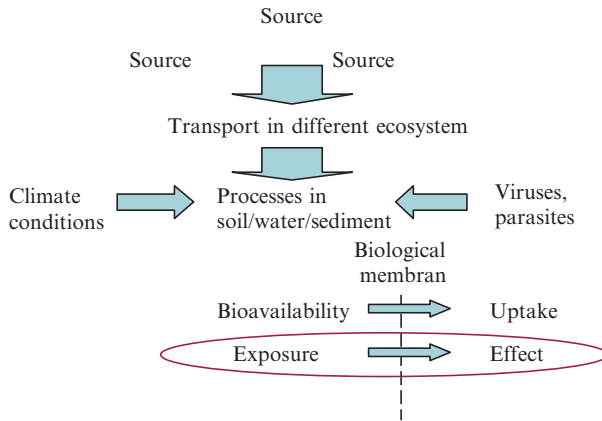 Source
Source
Source
Transport in different ecosystem
Climate
conditions
Processes in
soil/water/sediment
Viruses,
parasites
Biological
membran
Bioavailability
Uptake
Exposure
Effect